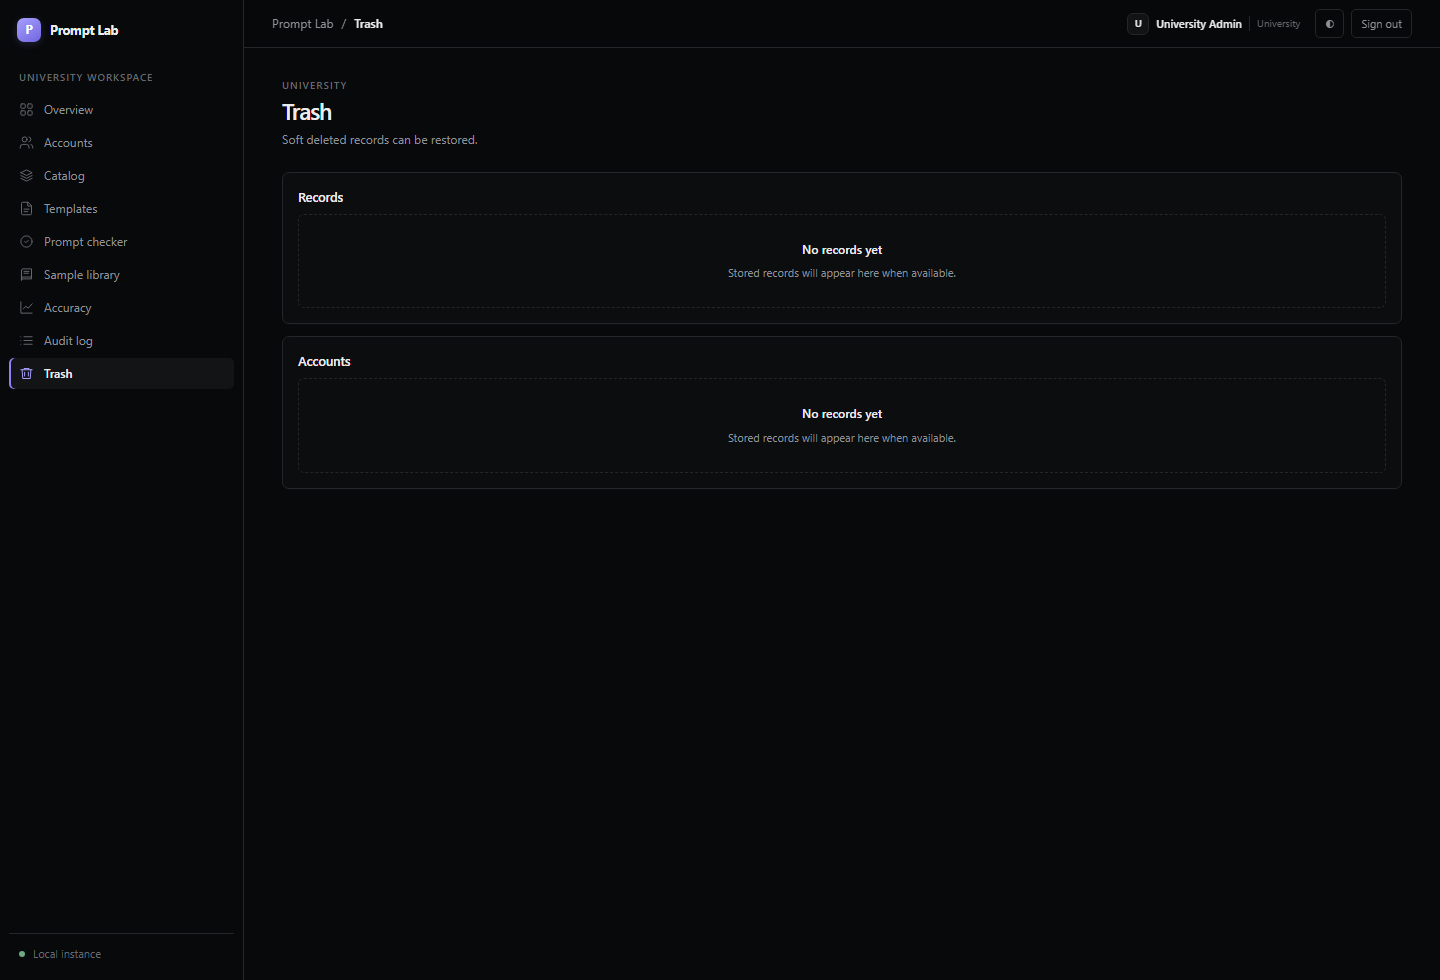 P Prompt Lab
UNIVERSITY WORKSPACE
Overview
Accounts
Catalog
Templates
Prompt checker
Sample library
Accuracy
Audit log
Trash
Local instance
Prompt Lab / Trash
U University Admin University Sign out
UNIVERSITY
Trash
Soft deleted records can be restored.
Records
No records yet
Stored records will appear here when available.
Accounts
No records yet
Stored records will appear here when available.